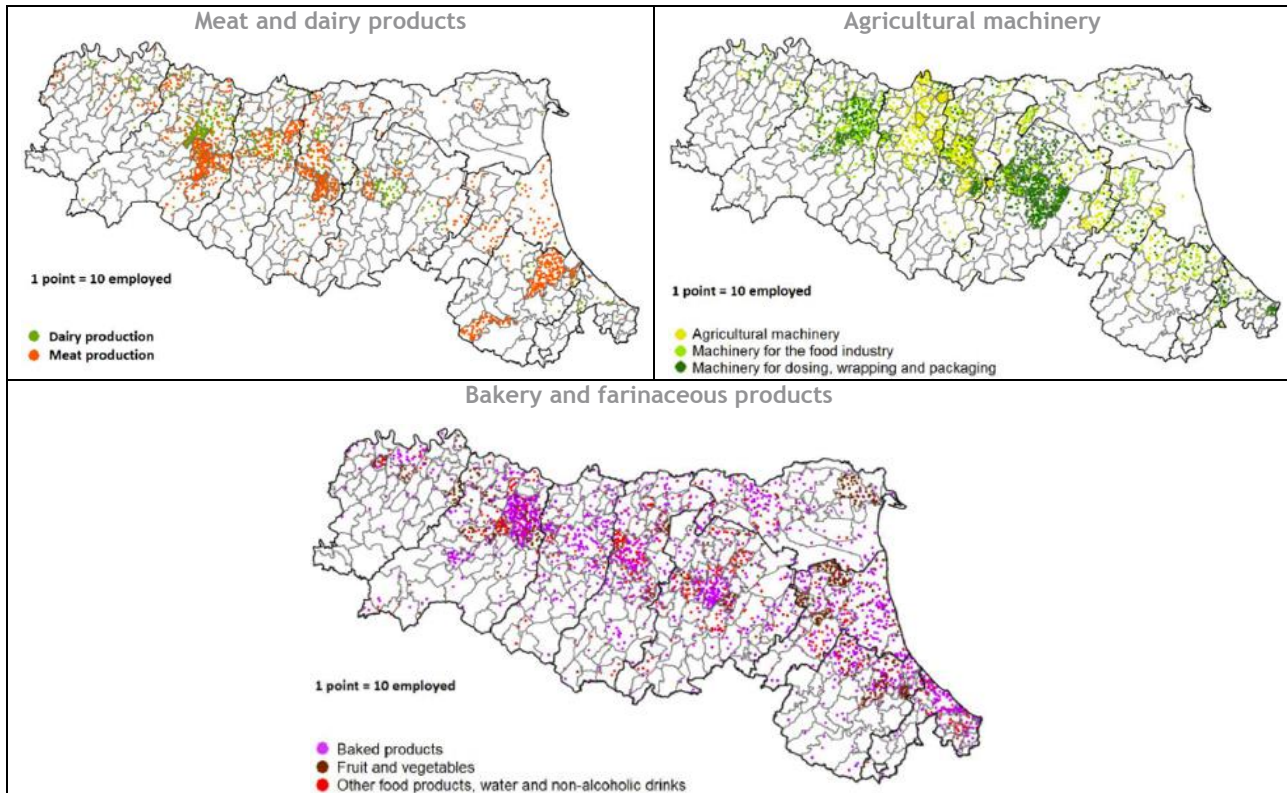 Meat and dairy products
1 point = 10 employed
Dairy production
Meat production
Agricultural machinery
1 point = 10 employed
Agricultural machinery
Machinery for the food industry
Machinery for dosing, wrapping and packaging
Bakery and farinaceous products
1 point = 10 employed
Baked products
Fruit and vegetables
Other food products, water and non-alcoholic drinks